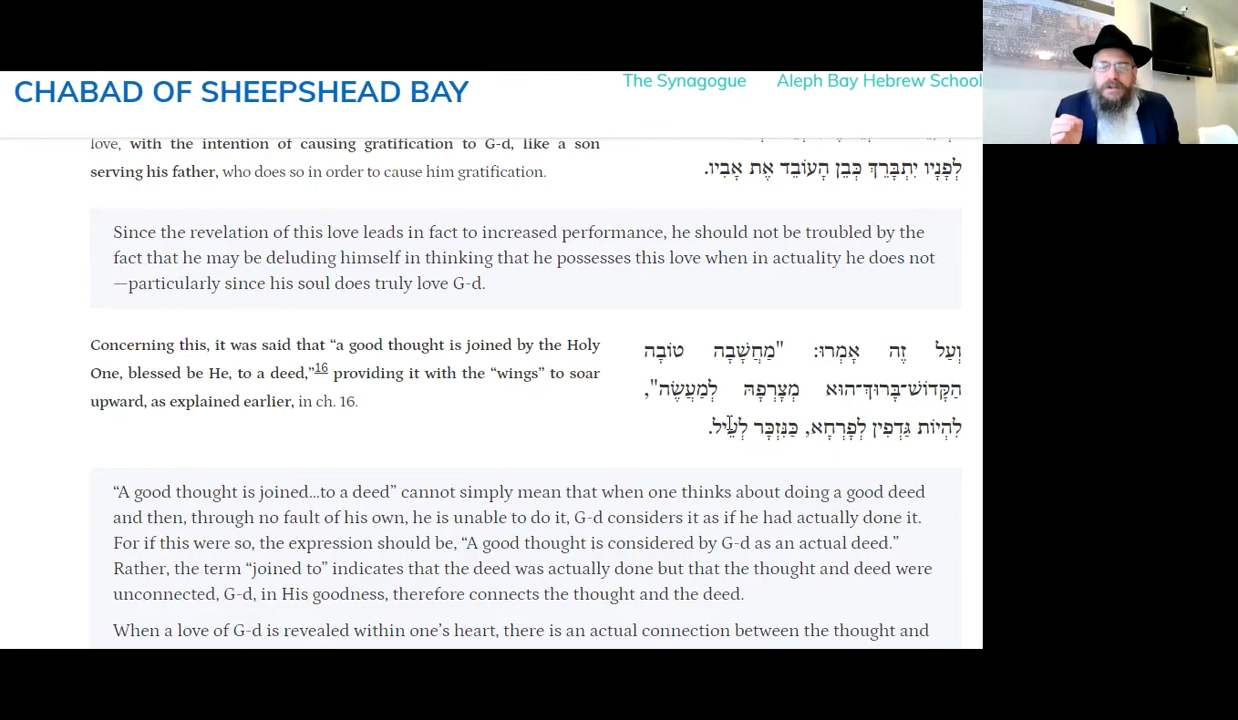 CHABAD OF SHEEPSHEAD BAY
The Synagogue
Aleph Bay Hebrew School
love, with the intention of causing gratification to G-d, like a son
serving his father, who does so in order to cause him gratification.
לְפָנָיו יִתְבָּרֵךְ כְּבֵן הָעוֹבֵד אֶת אָבִיו.
Since the revelation of this love leads in fact to increased performance, he should not be troubled by the
fact that he may be deluding himself in thinking that he possesses this love when in actuality he does not
—particularly since his soul does truly love G-d.
Concerning this, it was said that “a good thought is joined by the Holy
One, blessed be He, to a deed,”16 providing it with the “wings” to soar
upward, as explained earlier, in ch. 16.
וְעַל זֶה אָמְרוּ: "מַחֲשָׁבָה טוֹבָה
הַקָּדוֹשׁ־בָּרוּךְ־הוּא מְצָרְפָהּ לְמַעֲשֶׂה",
לִהְיוֹת גַּדְפִין לְפָרְחָא, כַּנִּזְכָּר לְעֵיל.
“A good thought is joined...to a deed” cannot simply mean that when one thinks about doing a good deed
and then, through no fault of his own, he is unable to do it, G-d considers it as if he had actually done it.
For if this were so, the expression should be, “A good thought is considered by G-d as an actual deed.”
Rather, the term “joined to” indicates that the deed was actually done but that the thought and deed were
unconnected, G-d, in His goodness, therefore connects the thought and the deed.
When a love of G-d is revealed within one’s heart, there is an actual connection between the thought and